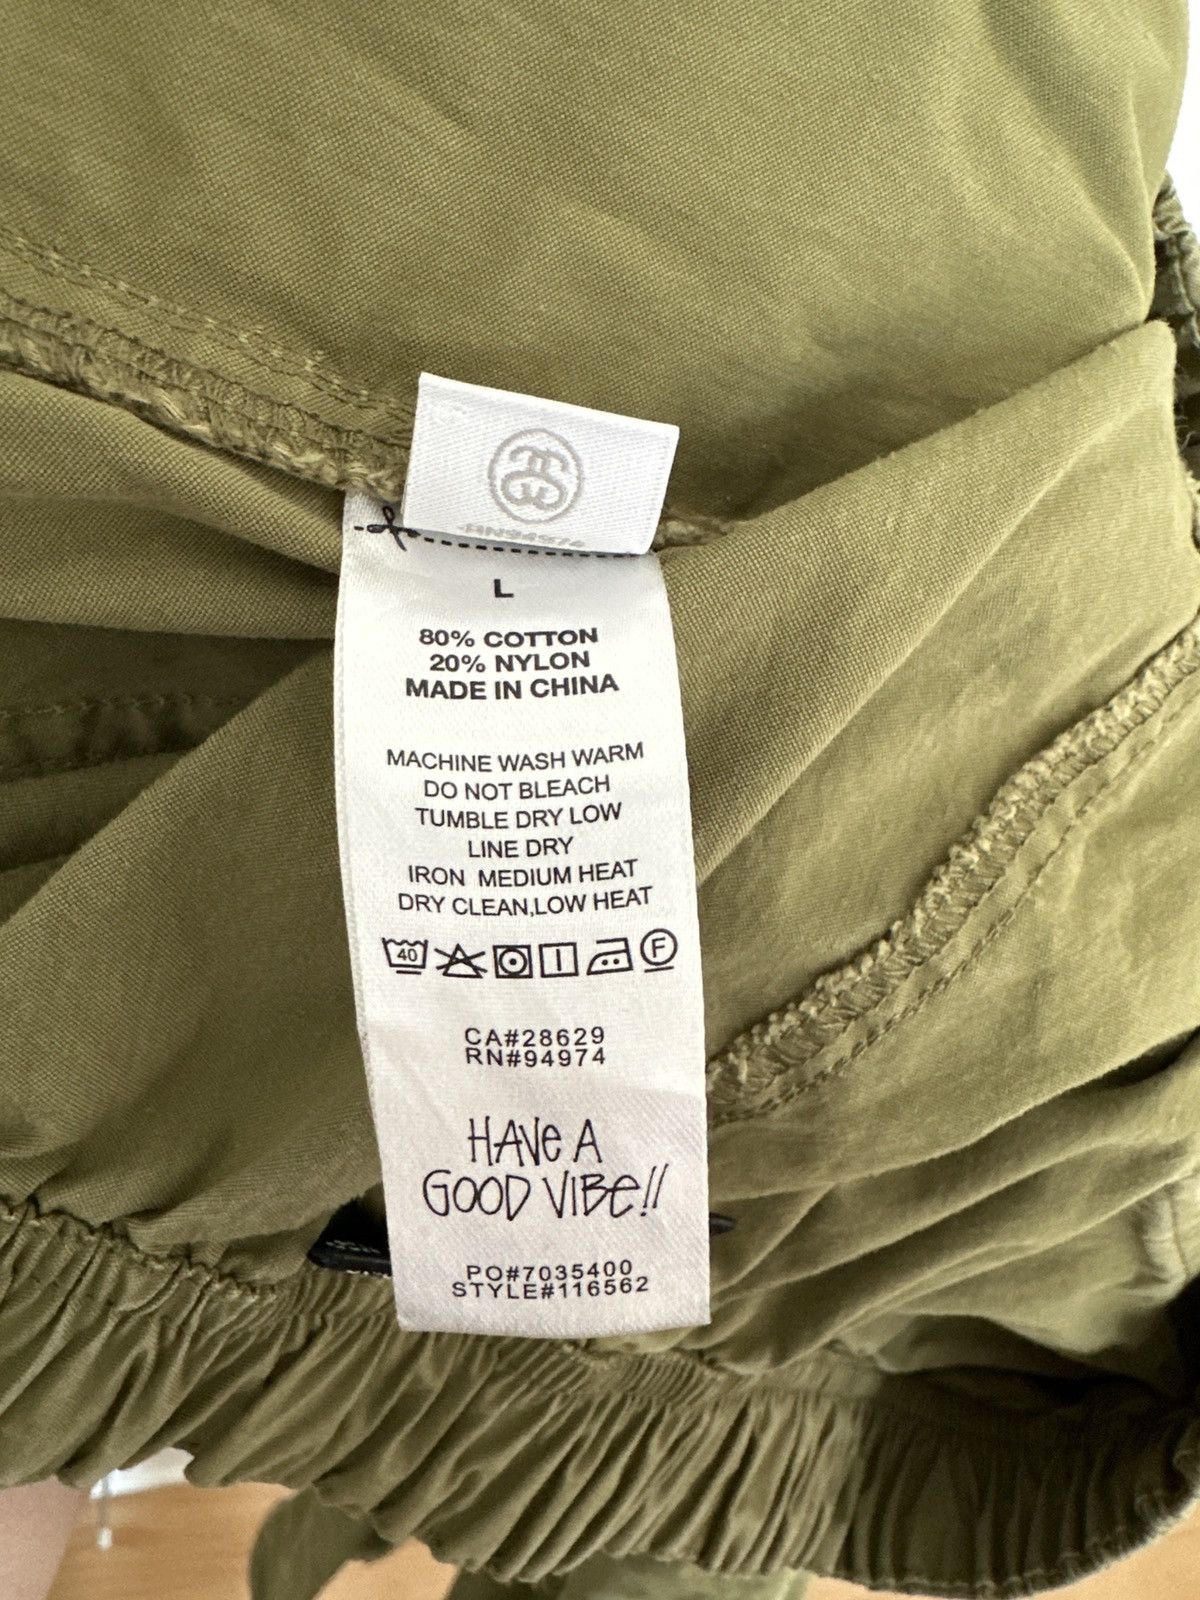 RN94974
L
80% COTTON
20% NYLON
MADE IN CHINA
MACHINE WASH WARM
DO NOT BLEACH
TUMBLE DRY LOW
LINE DRY
IRON MEDIUM HEAT
DRY CLEAN,LOW HEAT
40 F
CA#28629
RN#94974
HAVe A
GOOD VIBe!!
PO#7035400
STYLE#116562